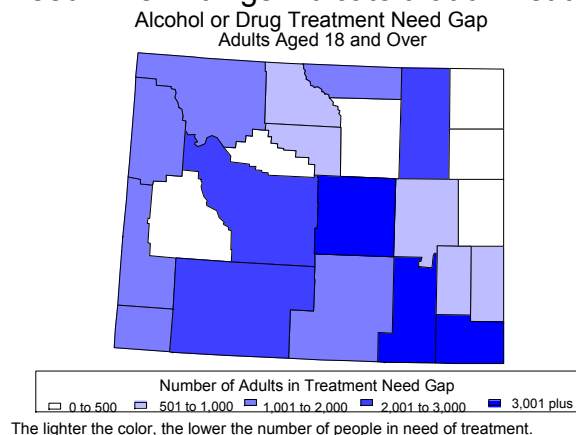 Alcohol or Drug Treatment Need Gap
Adults Aged 18 and Over
Number of Adults in Treatment Need Gap
0 to 500 501 to 1,000 1,001 to 2,000 2,001 to 3,000 3,001 plus
The lighter the color, the lower the number of people in need of treatment.